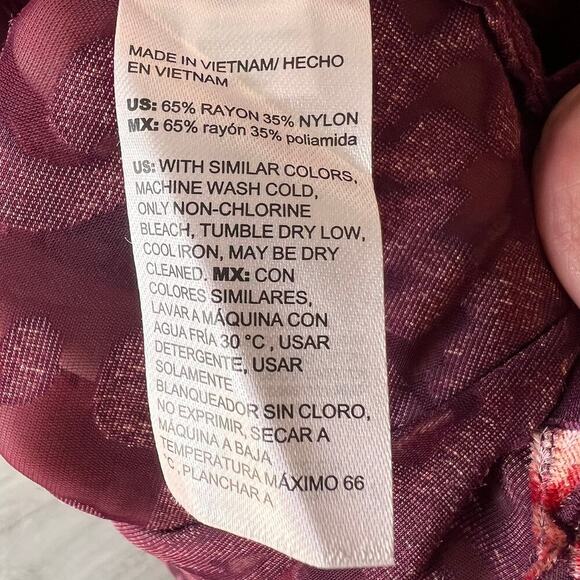 MADE IN VIETNAM/ HECHO
EN VIETNAM
US: 65% RAYON 35% NYLON
MX: 65% rayón 35% poliamida
US: WITH SIMILAR COLORS,
MACHINE WASH COLD,
ONLY NON-CHLORINE
BLEACH, TUMBLE DRY LOW,
COOL IRON, MAY BE DRY
CLEANED. MX: CON
COLORES SIMILARES,
LAVAR A MÁQUINA CON
AGUA FRÍA 30 °C, USAR
DETERGENTE, USAR
SOLAMENTE
BLANQUEADOR SIN CLORO,
NO EXPRIMIR, SECAR A
MÁQUINA A BAJA
TEMPERATURA MÁXIMO 66
°C, PLANCHAR A